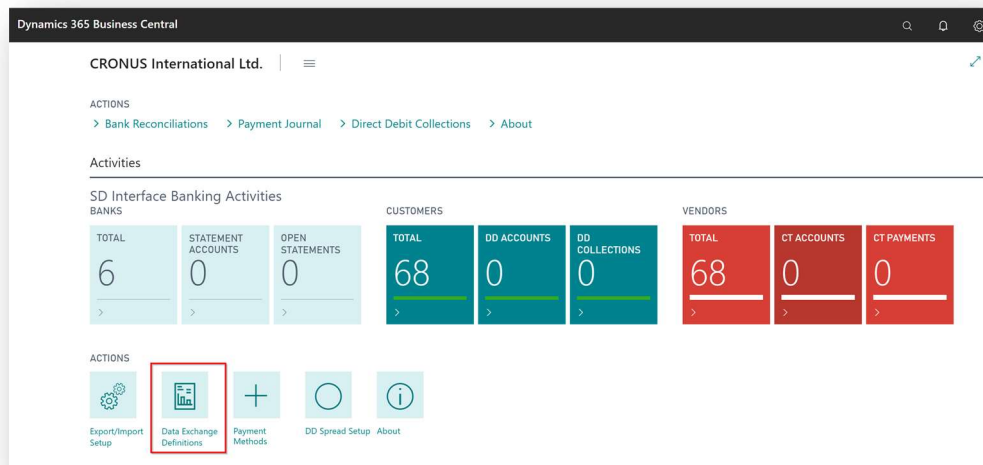 Dynamics 365 Business Central
CRONUS International Ltd.
ACTIONS
> Bank Reconciliations > Payment Journal > Direct Debit Collections > About
Activities
SD Interface Banking Activities
BANKS
TOTAL
6
STATEMENT
ACCOUNTS
0
OPEN
STATEMENTS
0
CUSTOMERS
TOTAL
68
DD ACCOUNTS
0
DD
COLLECTIONS
0
VENDORS
TOTAL
68
CT ACCOUNTS
0
CT PAYMENTS
0
ACTIONS
Export/Import
Setup
Data Exchange
Definitions
Payment
Methods
DD Spread Setup
About